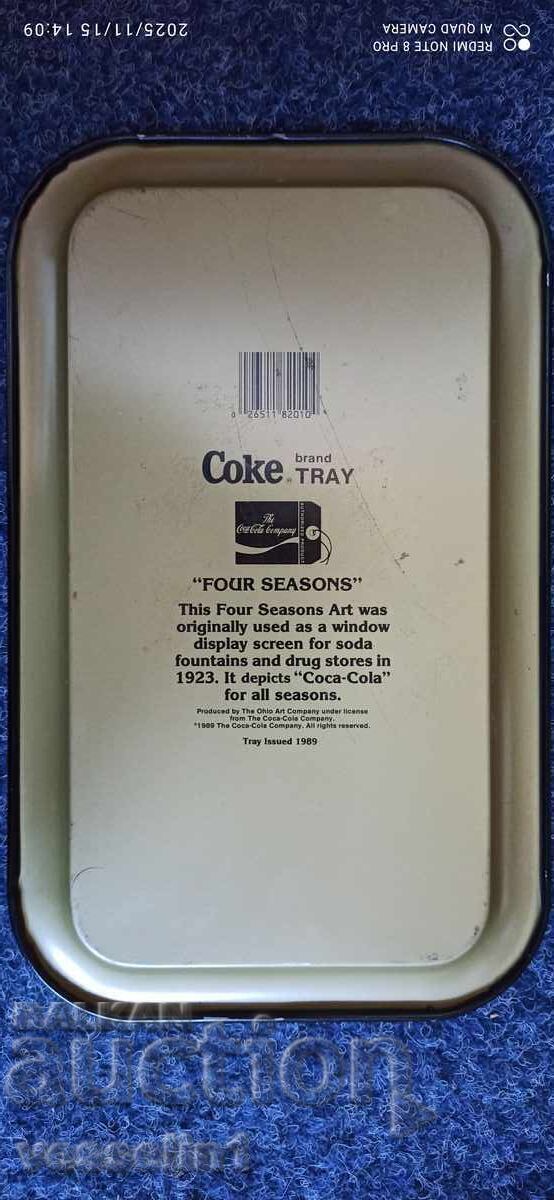 REDMI NOTE 8 PRO
AI QUAD CAMERA
2025/11/15 14:09
0 26511 82010
Coke® brand TRAY
The Coca-Cola Company
AUTHORIZED PRODUCT
"FOUR SEASONS"
This Four Seasons Art was
originally used as a window
display screen for soda
fountains and drug stores in
1923. It depicts "Coca-Cola"
for all seasons.
Produced by The Ohio Art Company under license
from The Coca-Cola Company.
©1989 The Coca-Cola Company. All rights reserved.
Tray Issued 1989
BALKAN
auction
vesselin1